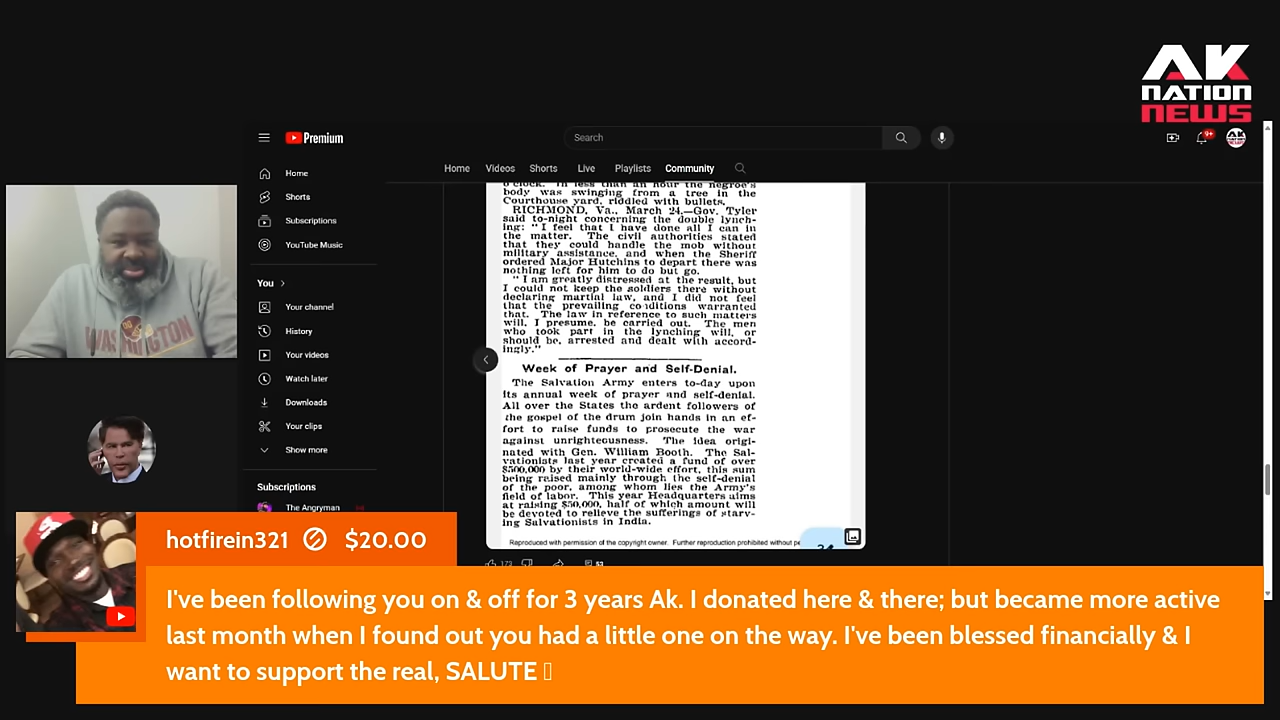 AK
NATION
NEWS
Premium
Search
9+
Home
Videos
Shorts
Live
Playlists
Community
Home
Shorts
Subscriptions
YouTube Music
You
Your channel
History
Your videos
Watch later
Downloads
Your clips
Show more
Subscriptions
The Angryman
WASHINGTON
o'clock. In less than an hour the negroe's
body was swinging from a tree in the
Courthouse yard, riddled with bullets.
RICHMOND, Va., March 24.—Gov. Tyler
said to-night concerning the double lynch-
ing: "I feel that I have done all I can in
the matter. The civil authorities stated
that they could handle the mob without
military assistance, and when the Sheriff
ordered Major Hutchins to depart there was
nothing left for him to do but go.
"I am greatly distressed at the result, but
I could not keep the soldiers there without
declaring martial law, and I did not feel
that the prevailing conditions warranted
that. The law in reference to such matters
will, I presume, be carried out. The men
who took part in the lynching will, or
should be, arrested and dealt with accord-
ingly."
Week of Prayer and Self-Denial.
The Salvation Army enters to-day upon
its annual week of prayer and self-denial.
All over the States the ardent followers of
the gospel of the drum join hands in an ef-
fort to raise funds to prosecute the war
against unrighteousness. The idea origi-
nated with Gen. William Booth. The Sal-
vationists last year created a fund of over
$500,000 by their world-wide effort, this sum
being raised mainly through the self-denial
of the poor, among whom lies the Army's
field of labor. This year Headquarters aims
at raising $50,000, half of which amount will
be devoted to relieve the sufferings of starv-
ing Salvationists in India.
Reproduced with permission of the copyright owner. Further reproduction prohibited without pe
173
53
hotfirein321 $20.00
I've been following you on & off for 3 years Ak. I donated here & there; but became more active
last month when I found out you had a little one on the way. I've been blessed financially & I
want to support the real, SALUTE